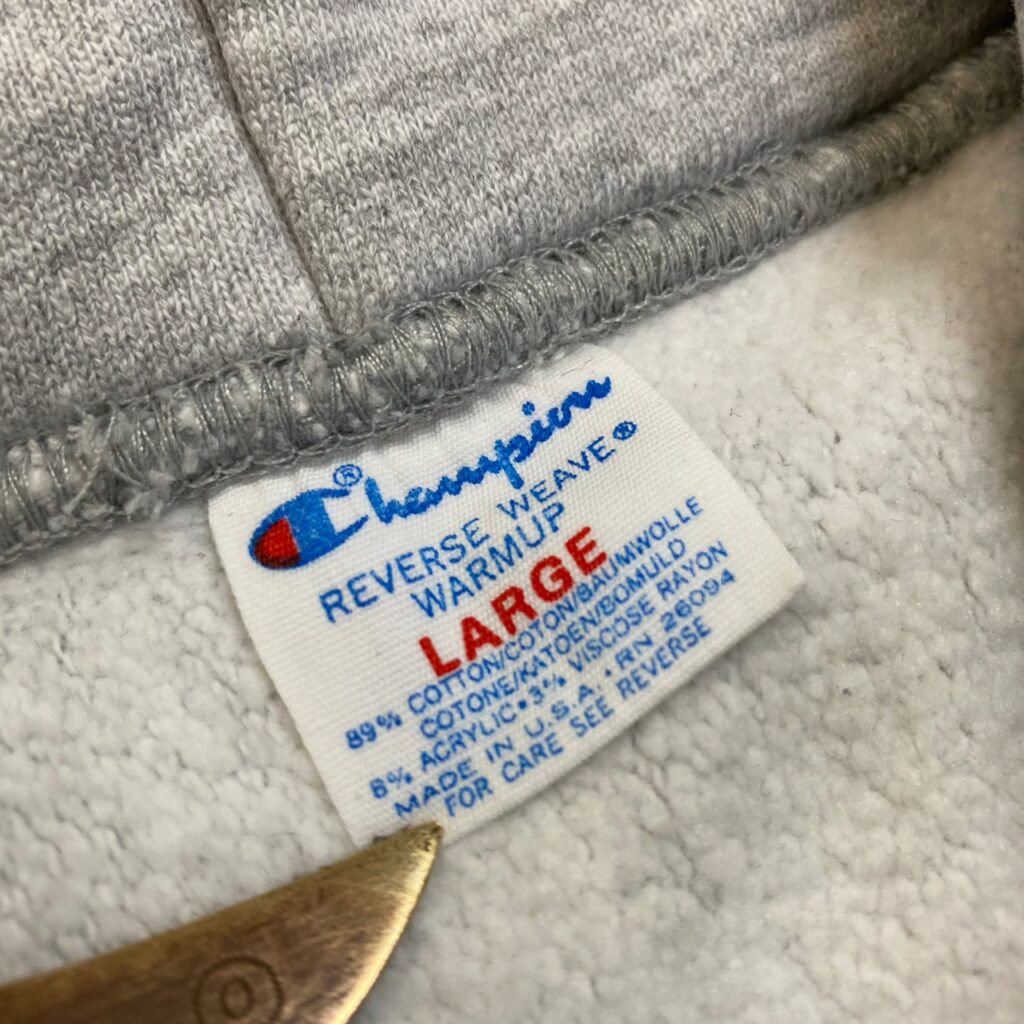 Champion®
REVERSE WEAVE®
WARMUP
LARGE
89% COTTON/COTON/BAUMWOLLE
COTONE/KATOEN/BOMULD
8% ACRYLIC•3% VISCOSE RAYON
MADE IN U.S.A. • RN 26094
FOR CARE SEE REVERSE
0